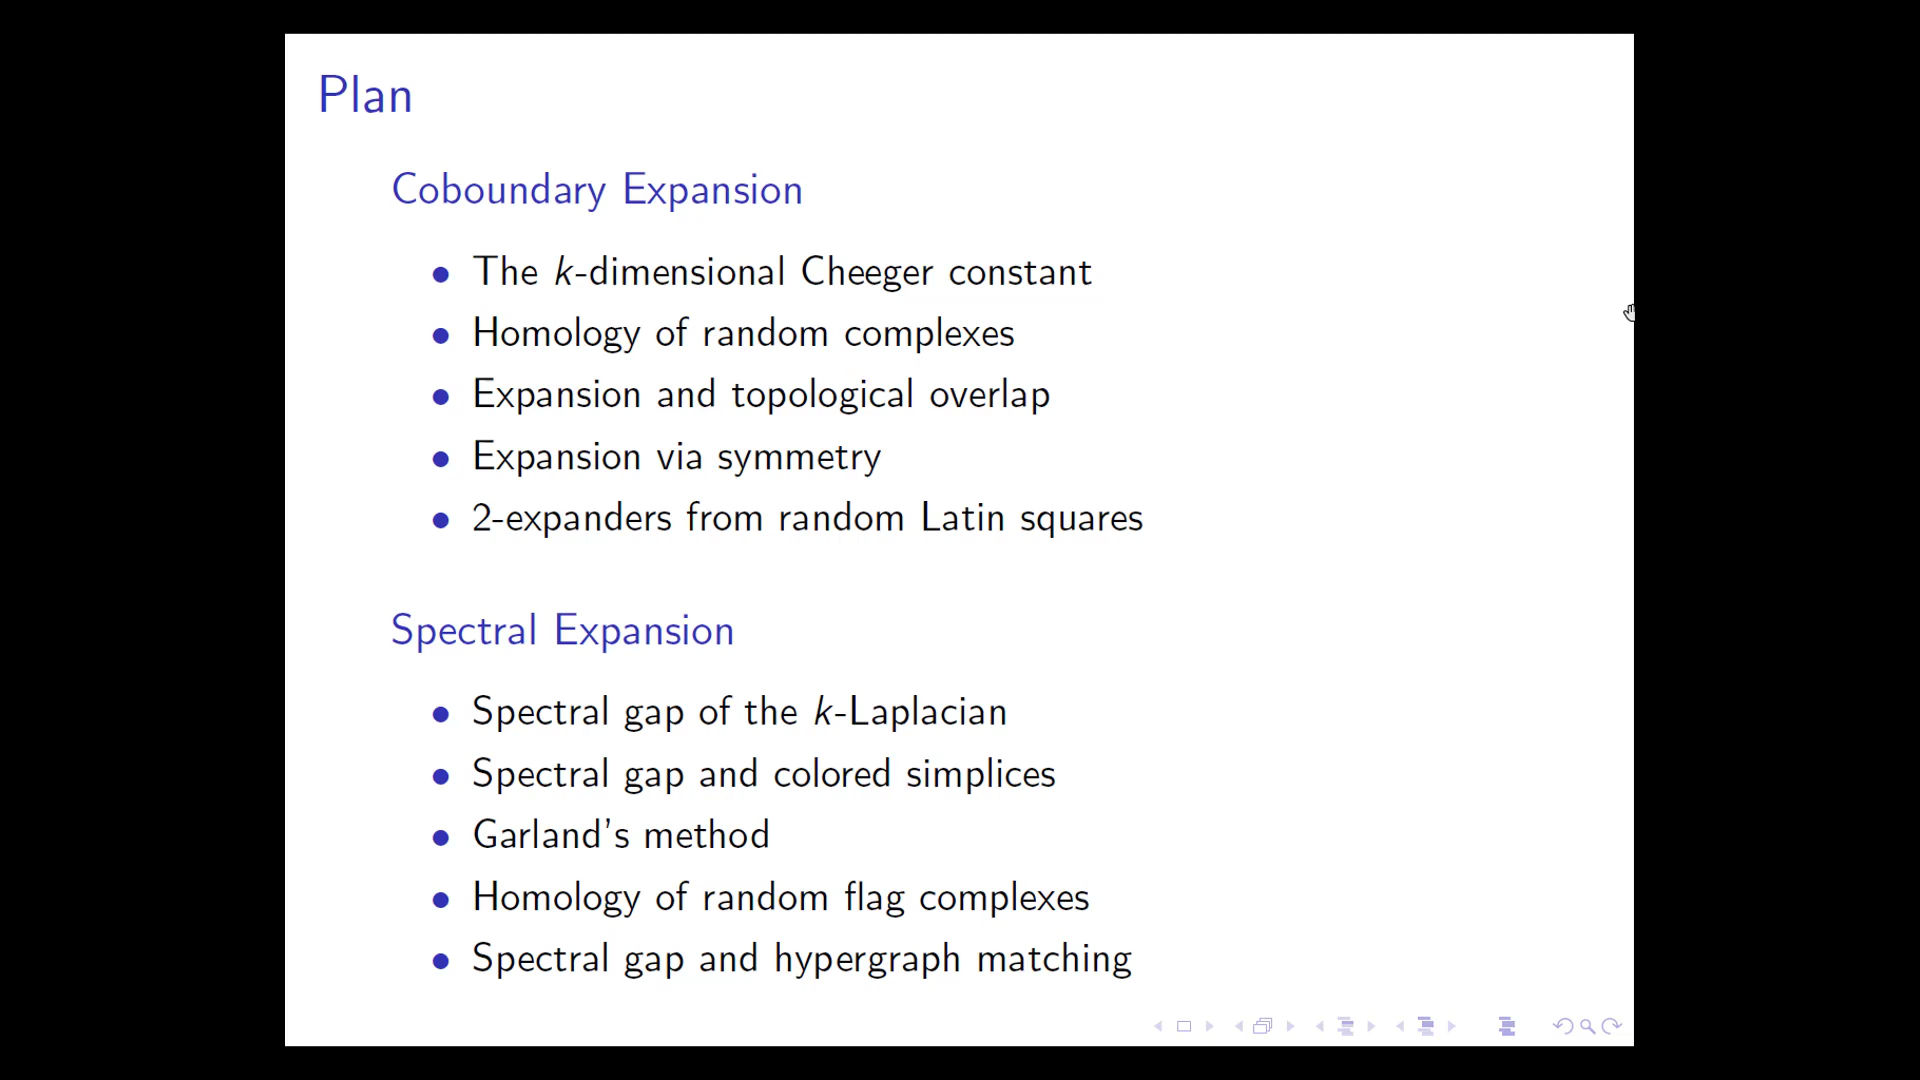 Plan
Coboundary Expansion
• The k-dimensional Cheeger constant
• Homology of random complexes
• Expansion and topological overlap
• Expansion via symmetry
• 2-expanders from random Latin squares
Spectral Expansion
• Spectral gap of the k-Laplacian
• Spectral gap and colored simplices
• Garland's method
• Homology of random flag complexes
• Spectral gap and hypergraph matching